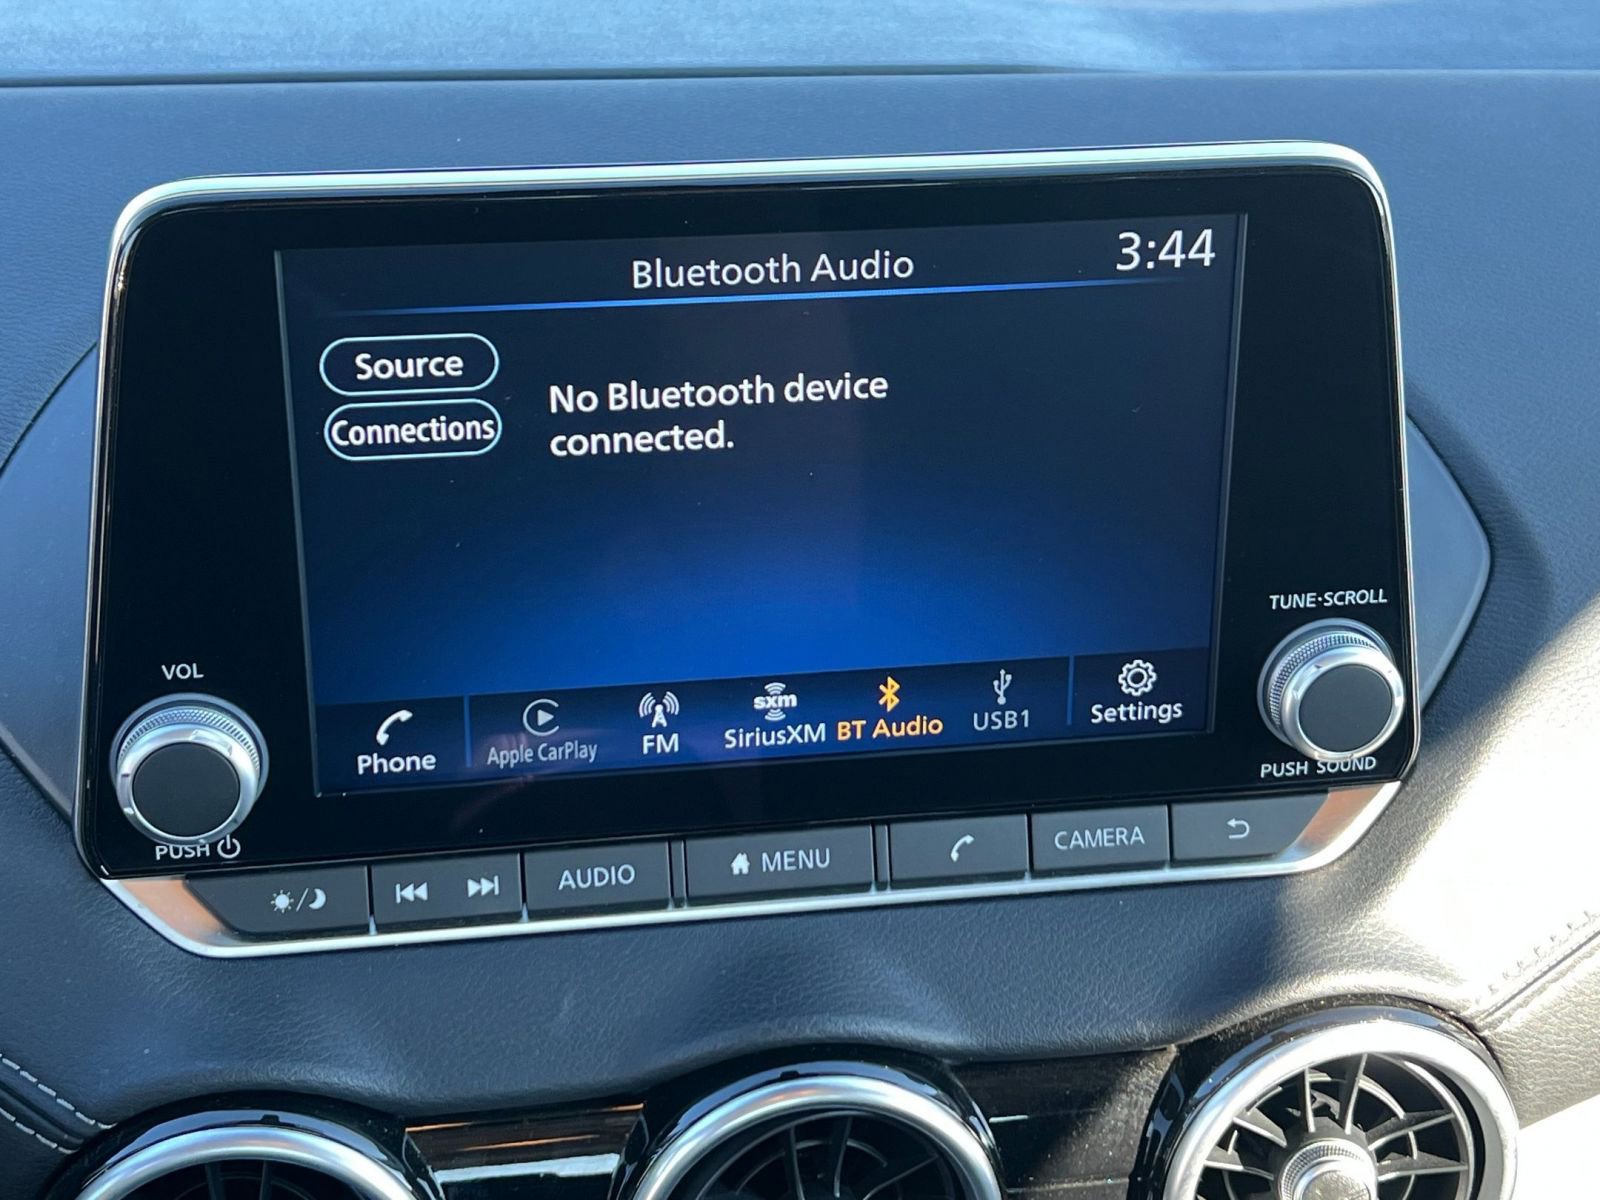 Bluetooth Audio
3:44
Source
Connections
No Bluetooth device
connected.
Phone
Apple CarPlay
FM
sxm
SiriusXM
BT Audio
USB1
Settings
VOL
PUSH
TUNE·SCROLL
PUSH SOUND
AUDIO
MENU
CAMERA